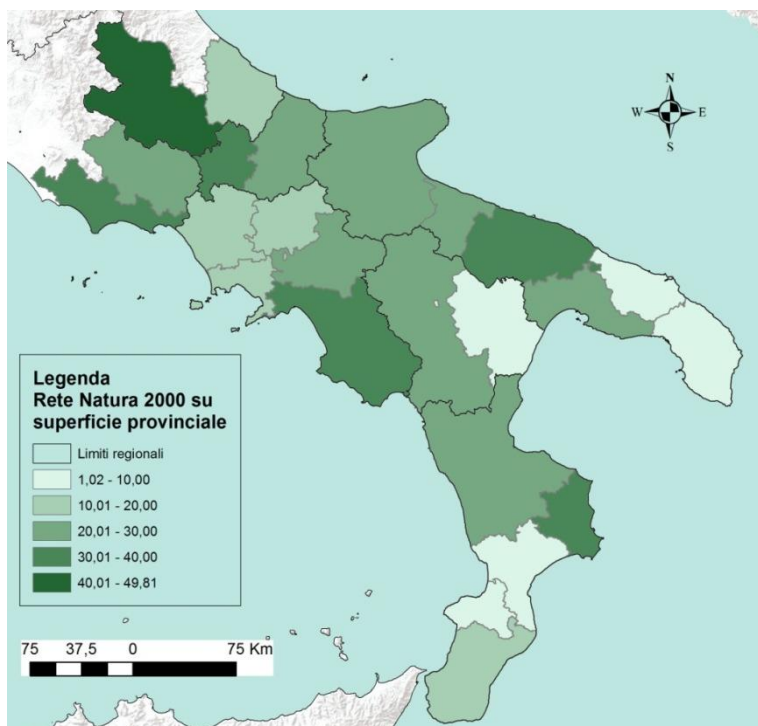 N
W E
S
Legenda
Rete Natura 2000 su
superficie provinciale
Limiti regionali
1,02 - 10,00
10,01 - 20,00
20,01 - 30,00
30,01 - 40,00
40,01 - 49,81
75 37,5 0 75 Km